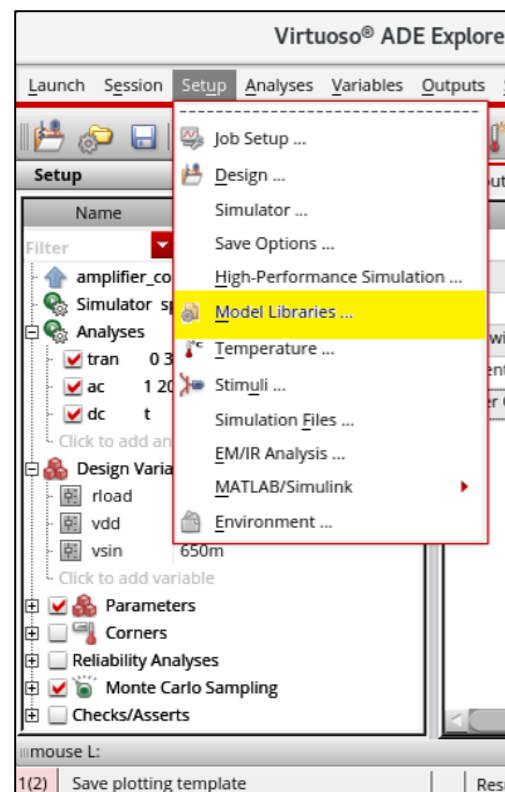 Virtuoso® ADE Explore
Launch Session Setup Analyses Variables Outputs
Job Setup ...
Design ...
Simulator ...
Save Options ...
High-Performance Simulation ...
Model Libraries ...
Temperature ...
Stimuli ...
Simulation Files ...
EM/IR Analysis ...
MATLAB/Simulink
Environment ...
Setup
Name
Filter
amplifier_co
Simulator sp
Analyses
tran 0 3
ac 1 20
dc t
Click to add an
Design Varia
rload
vdd
vsin 650m
Click to add variable
Parameters
Corners
Reliability Analyses
Monte Carlo Sampling
Checks/Asserts
mouse L:
1(2) Save plotting template Res